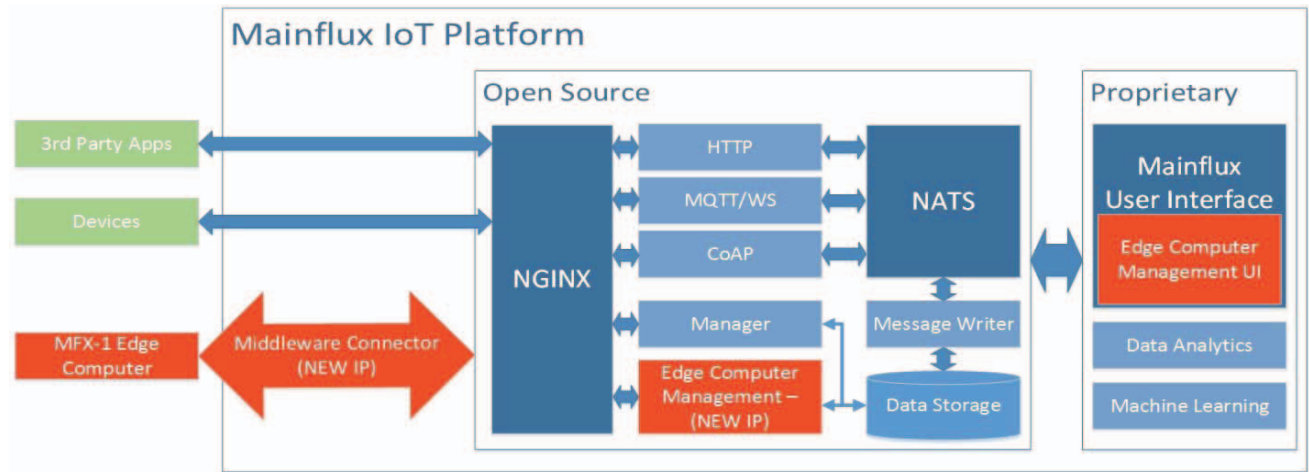 Mainflux IoT Platform
Open Source
Proprietary
3rd Party Apps
Devices
MFX-1 Edge
Computer
Middleware Connector
(NEW IP)
NGINX
HTTP
MQTT/WS
CoAP
Manager
Edge Computer
Management –
(NEW IP)
NATS
Message Writer
Data Storage
Mainflux
User Interface
Edge Computer
Management UI
Data Analytics
Machine Learning